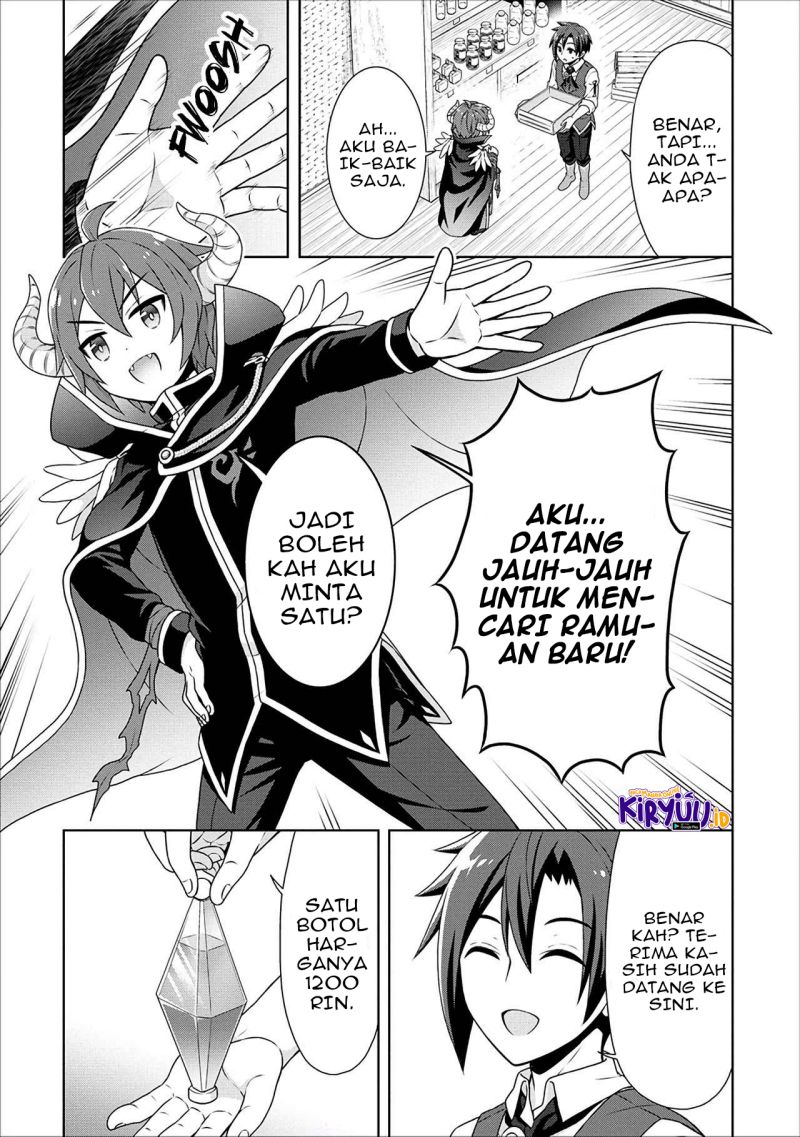 BENAR,
TAPI...
ANDA T-
AK APA-
APA?
AH...
AKU BA-
IK-BAIK
SAJA.
FWOOSH
AKU...
DATANG
JAUH-JAUH
UNTUK MEN-
CARI RAMU-
AN BARU!
JADI
BOLEH
KAH AKU
MINTA
SATU?
KIRYUU.ID
BENAR
KAH? TE-
RIMA KA-
SIH SUDAH
DATANG KE
SINI.
SATU
BOTOL
HAR-
GANYA
1200
RIN.